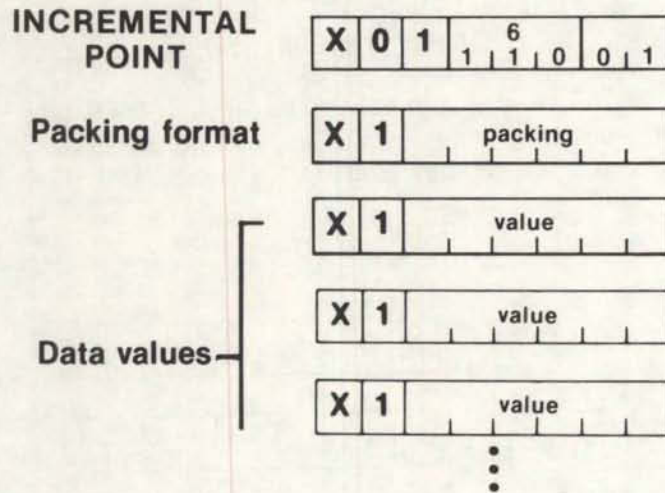 INCREMENTAL
POINT
X 0 1 6
1 1 0 0 1
Packing format X 1 packing
X 1 value
Data values X 1 value
X 1 value